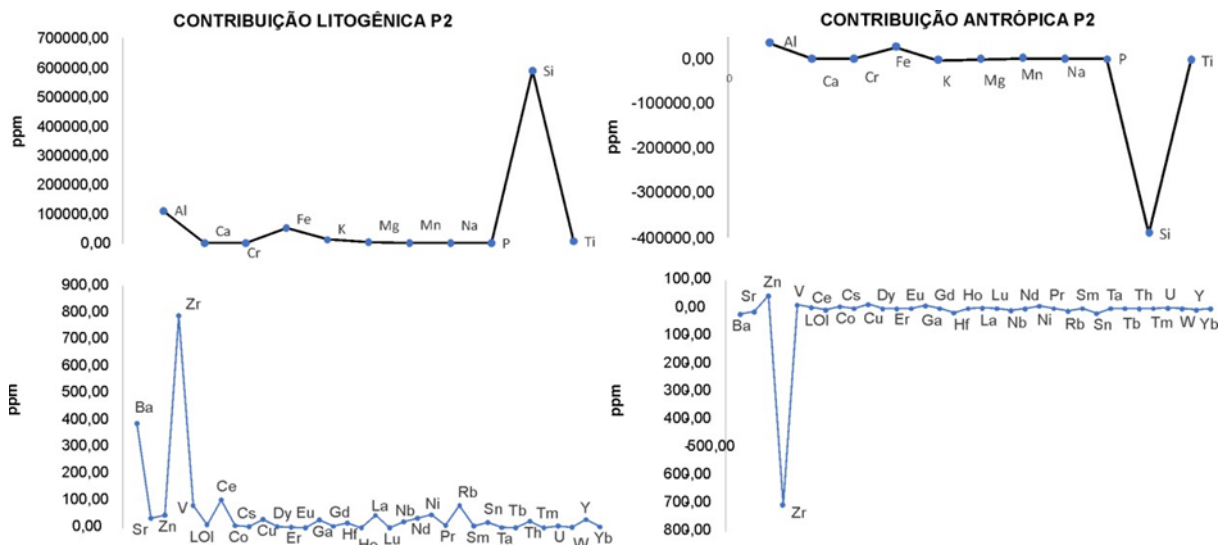 CONTRIBUIÇÃO LITOGÊNICA P2
700000,00
600000,00
500000,00
400000,00
300000,00
200000,00
100000,00
0,00
ppm
Al
Ca
Cr
Fe
K
Mg
Mn
Na
P
Si
Ti
CONTRIBUIÇÃO ANTRÓPICA P2
0,00
-100000,00
-200000,00
-300000,00
-400000,00
ppm
0
Al
Ca
Cr
Fe
K
Mg
Mn
Na
P
Si
Ti
900,00
800,00
700,00
600,00
500,00
400,00
300,00
200,00
100,00
0,00
ppm
Ba
Sr
Zn
Zr
V
LOI
Ce
Co
Cs
Cu
Dy
Er
Eu
Ga
Gd
Hf
Ho
La
Lu
Nb
Nd
Ni
Pr
Rb
Sm
Sn
Ta
Tb
Th
Tm
U
W
Y
Yb
100,00
0,00
100,00
200,00
300,00
400,00
-500,00
600,00
700,00
800,00
ppm
Ba
Sr
Zn
Zr
V
LOI
Ce
Co
Cs
Cu
Dy
Er
Eu
Ga
Gd
Hf
Ho
La
Lu
Nb
Nd
Ni
Pr
Rb
Sm
Sn
Ta
Tb
Th
Tm
U
W
Y
Yb